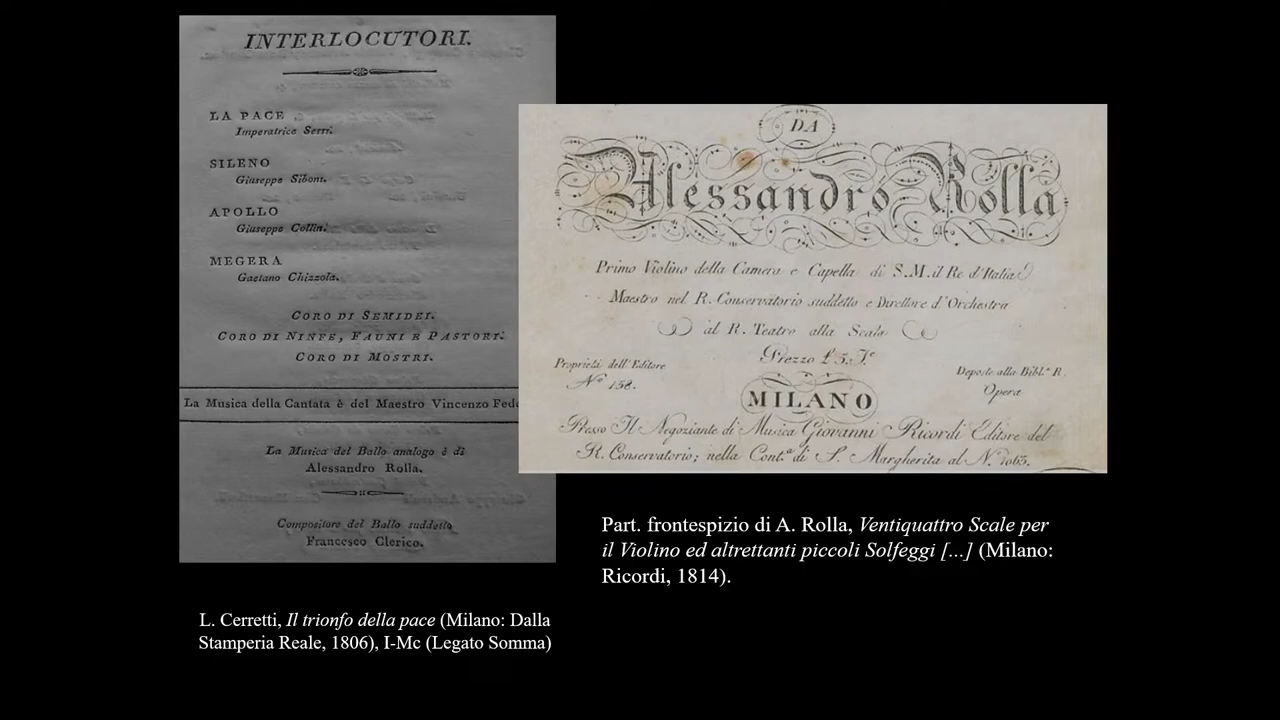 INTERLOCUTORI.
LA PACE
Imperatrice Sessi.
SILENO
Giuseppe Siboni.
APOLLO
Giuseppe Collin.
MEGERA
Gaetano Chizzola.
CORO DI SEMIDEI.
CORO DI NINFE, FAUNI E PASTORI.
CORO DI MOSTRI.
La Musica della Cantata è del Maestro Vincenzo Fede
La Musica del Ballo analogo è di
Alessandro Rolla.
Compositore del Ballo suddetto
Francesco Clerico.
DA
Alessandro Rolla
Primo Violino della Camera e Capella di S.M. il Re d'Italia
Maestro nel R. Conservatorio suddetto e Direttore d'Orchestra
al R. Teatro alla Scala
Prezzo £ 5. It.e
Proprietà dell'Editore
N.o 158.
Deposto alla Bibl.a R.
Opera
MILANO
Presso Il Negoziante di Musica Giovanni Ricordi Editore del
R. Conservatorio; nella Cont.a di S. Margherita al N. 1065.
Part. frontespizio di A. Rolla, Ventiquattro Scale per
il Violino ed altrettanti piccoli Solfeggi [...] (Milano:
Ricordi, 1814).
L. Cerretti, Il trionfo della pace (Milano: Dalla
Stamperia Reale, 1806), I-Mc (Legato Somma)